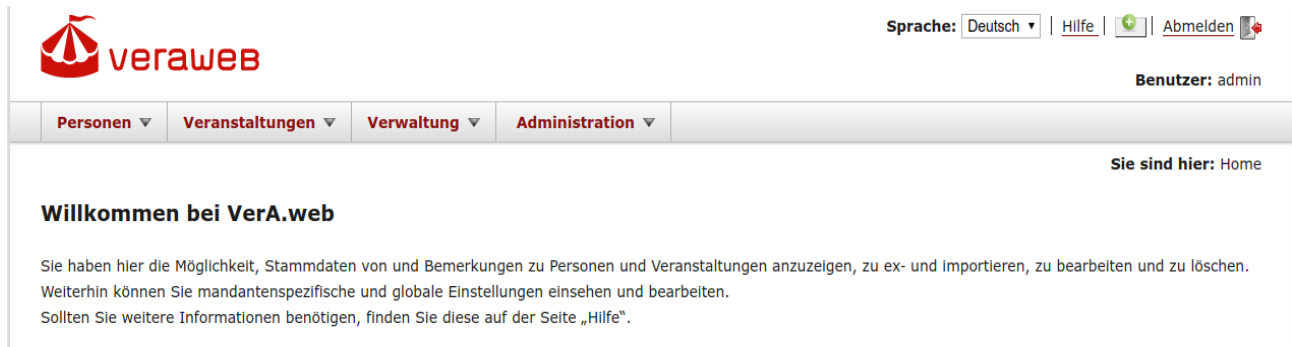 veraweb
Sprache: Deutsch | Hilfe | | Abmelden
Benutzer: admin
Personen Veranstaltungen Verwaltung Administration
Sie sind hier: Home
Willkommen bei VerA.web
Sie haben hier die Möglichkeit, Stammdaten von und Bemerkungen zu Personen und Veranstaltungen anzuzeigen, zu ex- und importieren, zu bearbeiten und zu löschen.
Weiterhin können Sie mandantenspezifische und globale Einstellungen einsehen und bearbeiten.
Sollten Sie weitere Informationen benötigen, finden Sie diese auf der Seite „Hilfe".